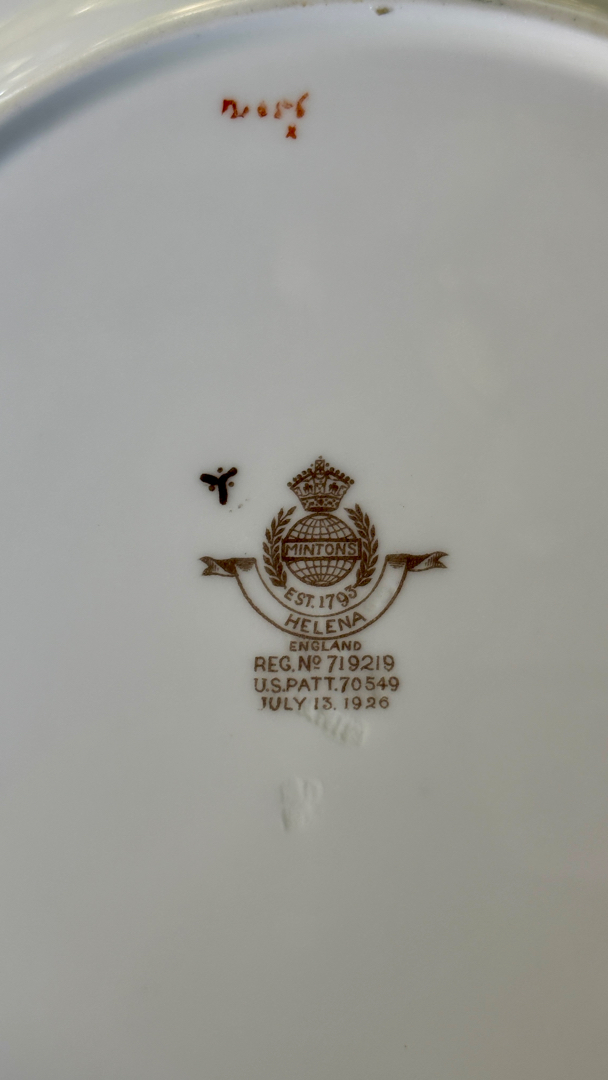 MINTONS
EST. 1793
HELENA
ENGLAND
REG. Nº 719219
U.S. PATT. 70549
JULY 13, 1926